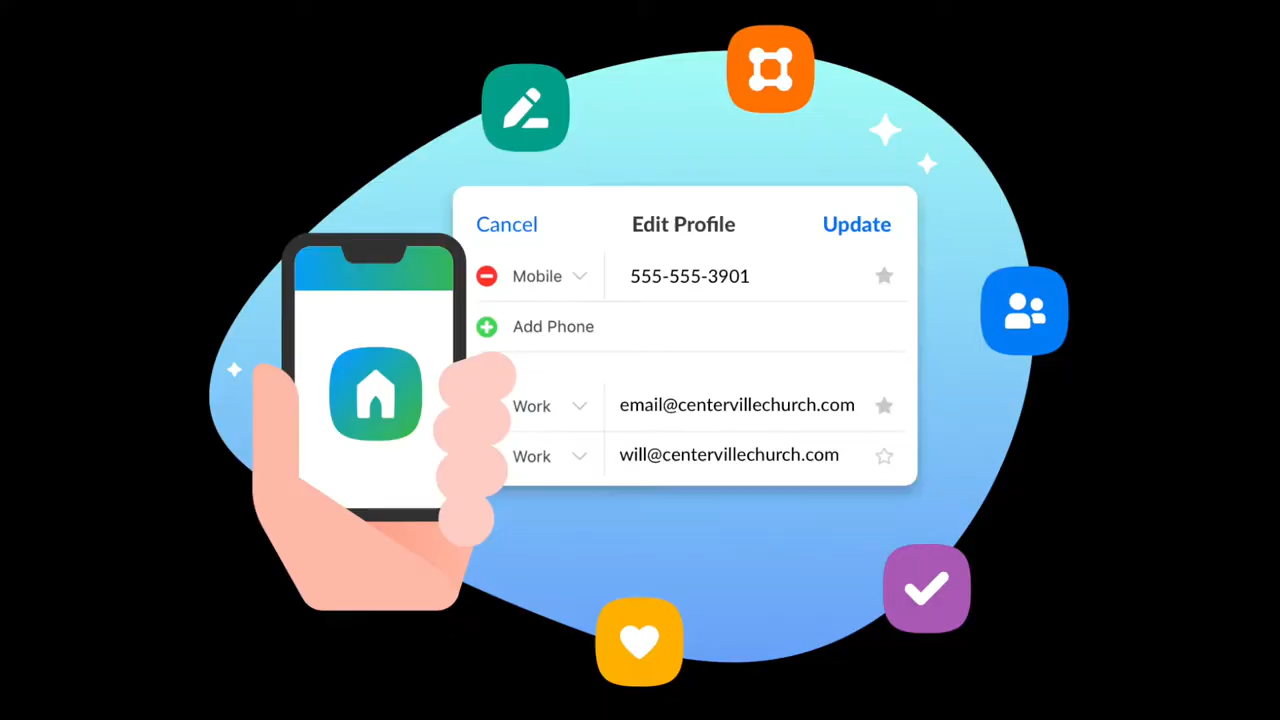 Cancel Edit Profile Update
Mobile 555-555-3901
Add Phone
Work email@centervillechurch.com
Work will@centervillechurch.com